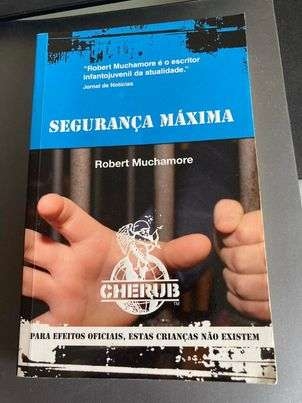 "Robert Muchamore é o escritor
infantojuvenil da atualidade."
Jornal de Notícias
SEGURANÇA MÁXIMA
Robert Muchamore
CHERUB
TM
PARA EFEITOS OFICIAIS, ESTAS CRIANÇAS NÃO EXISTEM